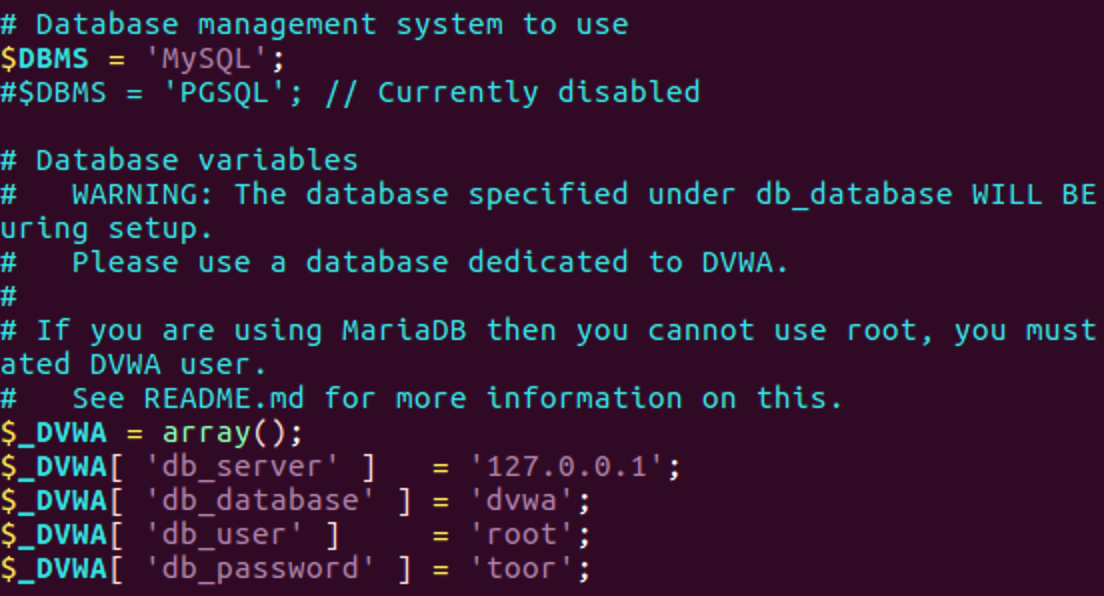 # Database management system to use
$DBMS = 'MySQL';
#$DBMS = 'PGSQL'; // Currently disabled
# Database variables
#   WARNING: The database specified under db_database WILL BE
uring setup.
#   Please use a database dedicated to DVWA.
#
# If you are using MariaDB then you cannot use root, you must
ated DVWA user.
#   See README.md for more information on this.
$_DVWA = array();
$_DVWA[ 'db_server' ]   = '127.0.0.1';
$_DVWA[ 'db_database' ] = 'dvwa';
$_DVWA[ 'db_user' ]     = 'root';
$_DVWA[ 'db_password' ] = 'toor';